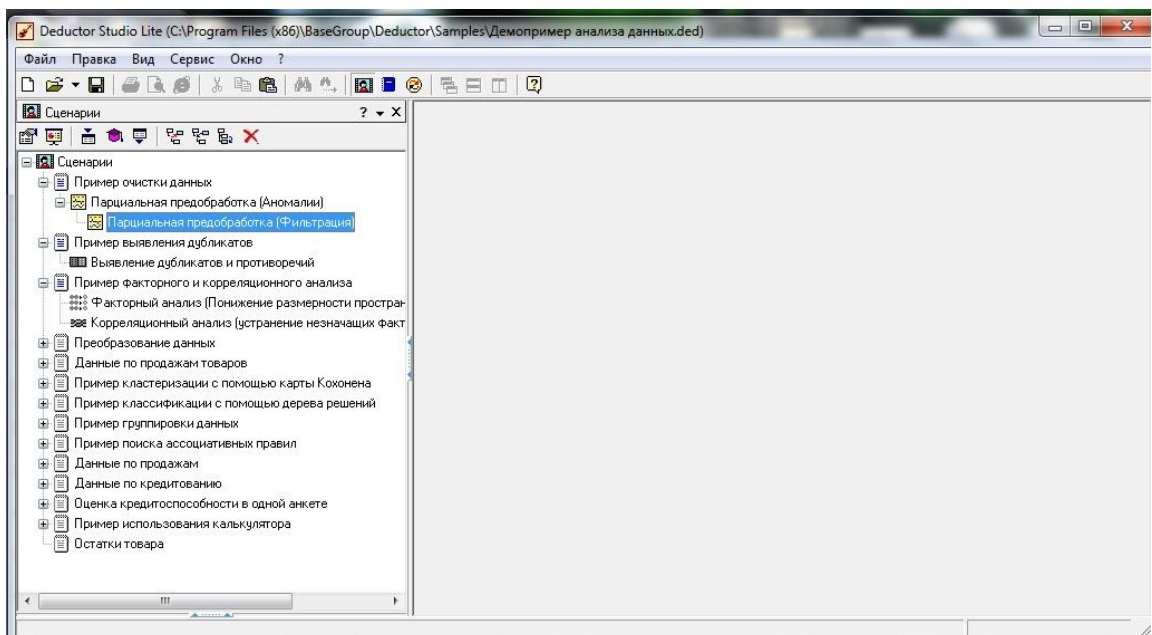 Deductor Studio Lite (C:\Program Files (x86)\BaseGroup\Deductor\Samples\Демопример анализа данных.ded)
Файл Правка Вид Сервис Окно ?
Сценарии
Сценарии
Пример очистки данных
Парциальная предобработка (Аномалии)
Парциальная предобработка (Фильтрация)
Пример выявления дубликатов
Выявление дубликатов и противоречий
Пример факторного и корреляционного анализа
Факторный анализ (Понижение размерности простран
Корреляционный анализ (устранение незначащих факт
Преобразование данных
Данные по продажам товаров
Пример кластеризации с помощью карты Кохонена
Пример классификации с помощью дерева решений
Пример группировки данных
Пример поиска ассоциативных правил
Данные по продажам
Данные по кредитованию
Оценка кредитоспособности в одной анкете
Пример использования калькулятора
Остатки товара